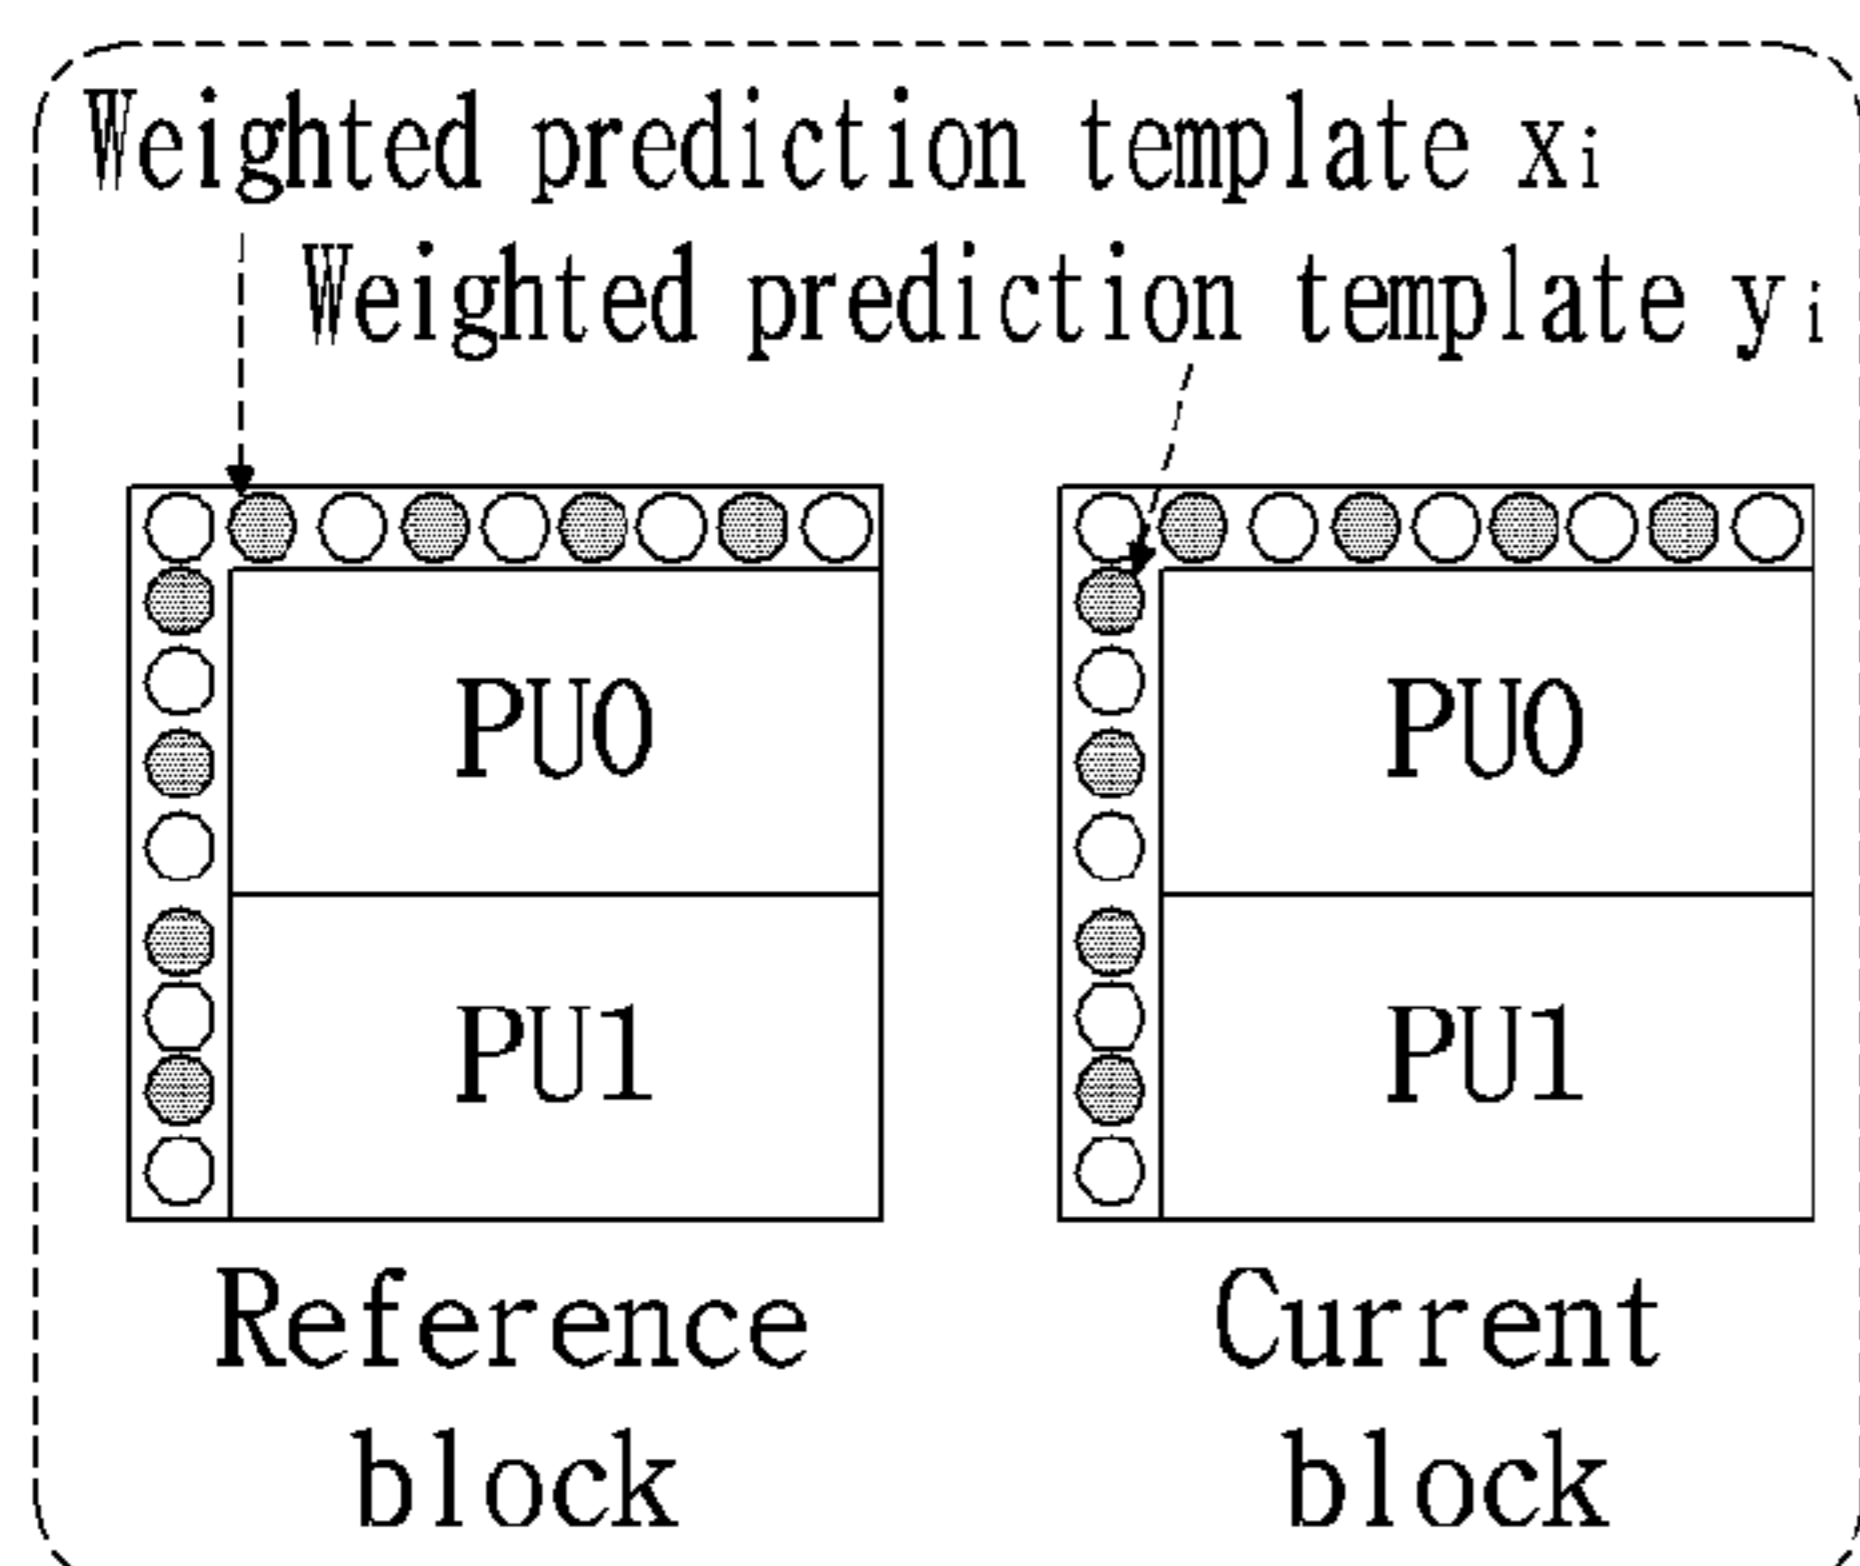 Weighted prediction template xi
Weighted prediction template yi
PU0
PU0
PU1
PU1
Reference
block
Current
block